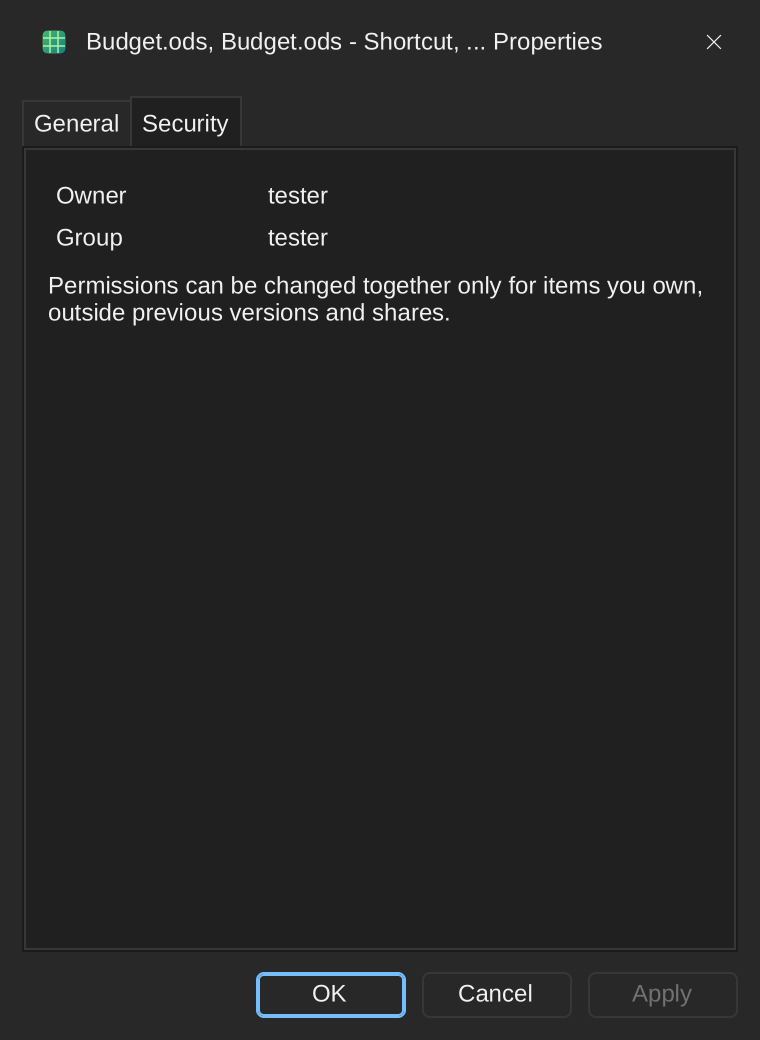 Budget.ods, Budget.ods - Shortcut, ... Properties
General Security
Owner tester
Group tester
Permissions can be changed together only for items you own,
outside previous versions and shares.
OK Cancel Apply